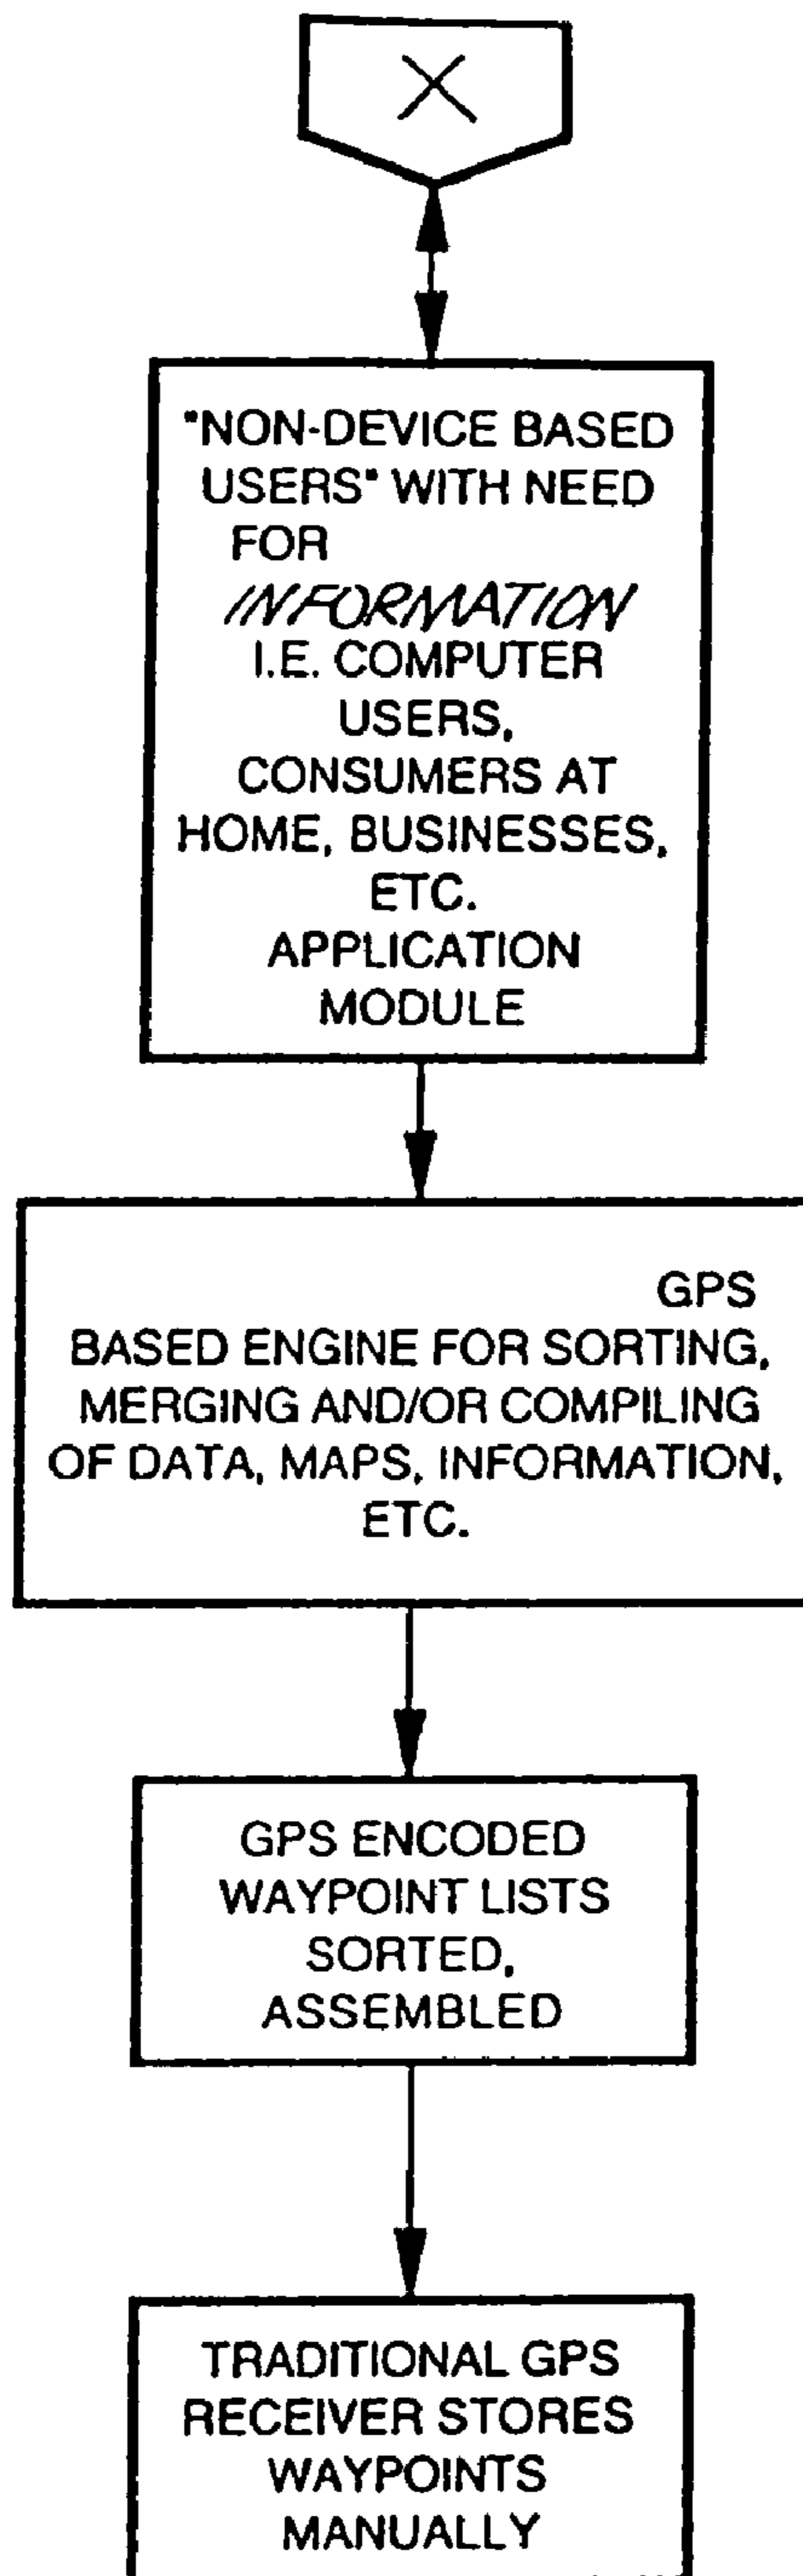 X
"NON-DEVICE BASED
USERS" WITH NEED
FOR
INFORMATION
I.E. COMPUTER
USERS,
CONSUMERS AT
HOME, BUSINESSES,
ETC.
APPLICATION
MODULE
GPS
BASED ENGINE FOR SORTING,
MERGING AND/OR COMPILING
OF DATA, MAPS, INFORMATION,
ETC.
GPS ENCODED
WAYPOINT LISTS
SORTED,
ASSEMBLED
TRADITIONAL GPS
RECEIVER STORES
WAYPOINTS
MANUALLY